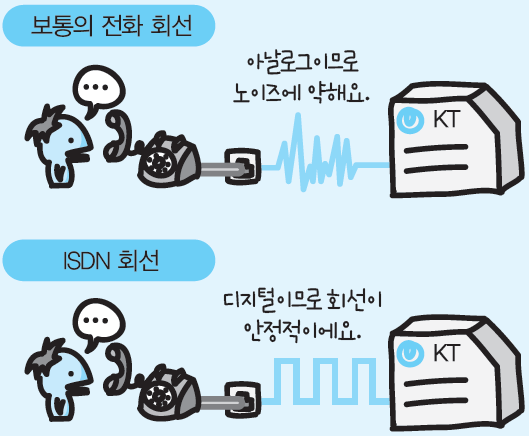 보통의 전화 회선
아날로그이므로
노이즈에 약해요.
KT
ISDN 회선
디지털이므로 회선이
안정적이에요.
KT